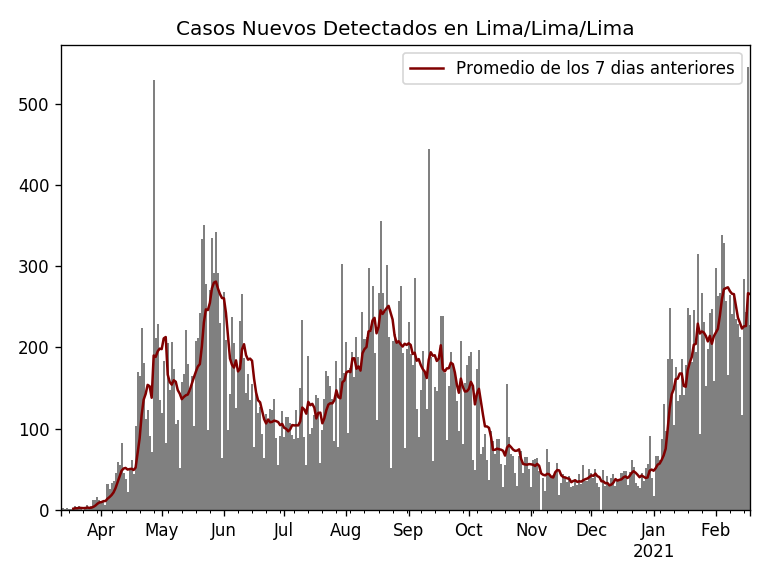 Casos Nuevos Detectados en Lima/Lima/Lima
Promedio de los 7 dias anteriores
500
400
300
200
100
0
Apr May Jun Jul Aug Sep Oct Nov Dec Jan Feb
2021